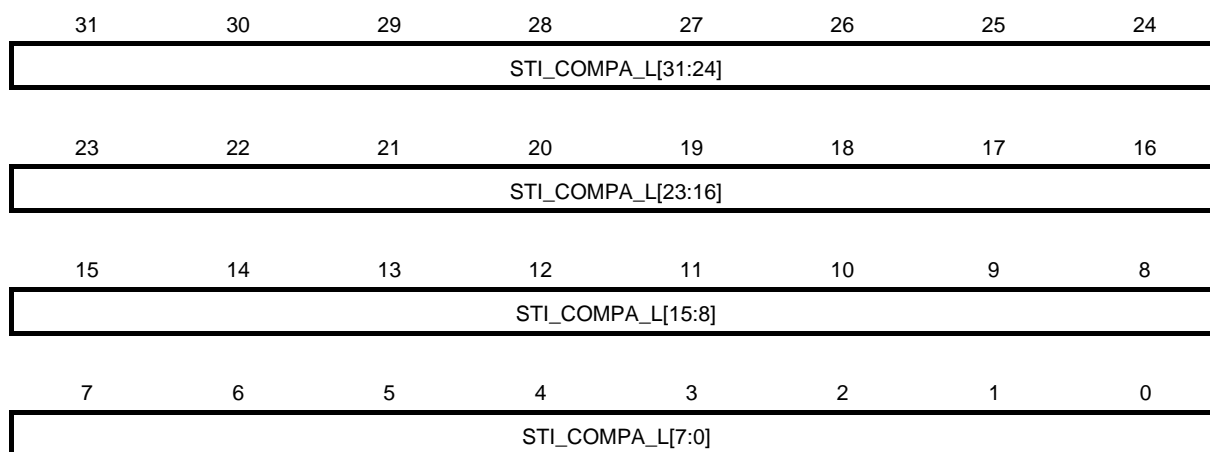 31 30 29 28 27 26 25 24
STI_COMPA_L[31:24]
23 22 21 20 19 18 17 16
STI_COMPA_L[23:16]
15 14 13 12 11 10 9 8
STI_COMPA_L[15:8]
7 6 5 4 3 2 1 0
STI_COMPA_L[7:0]